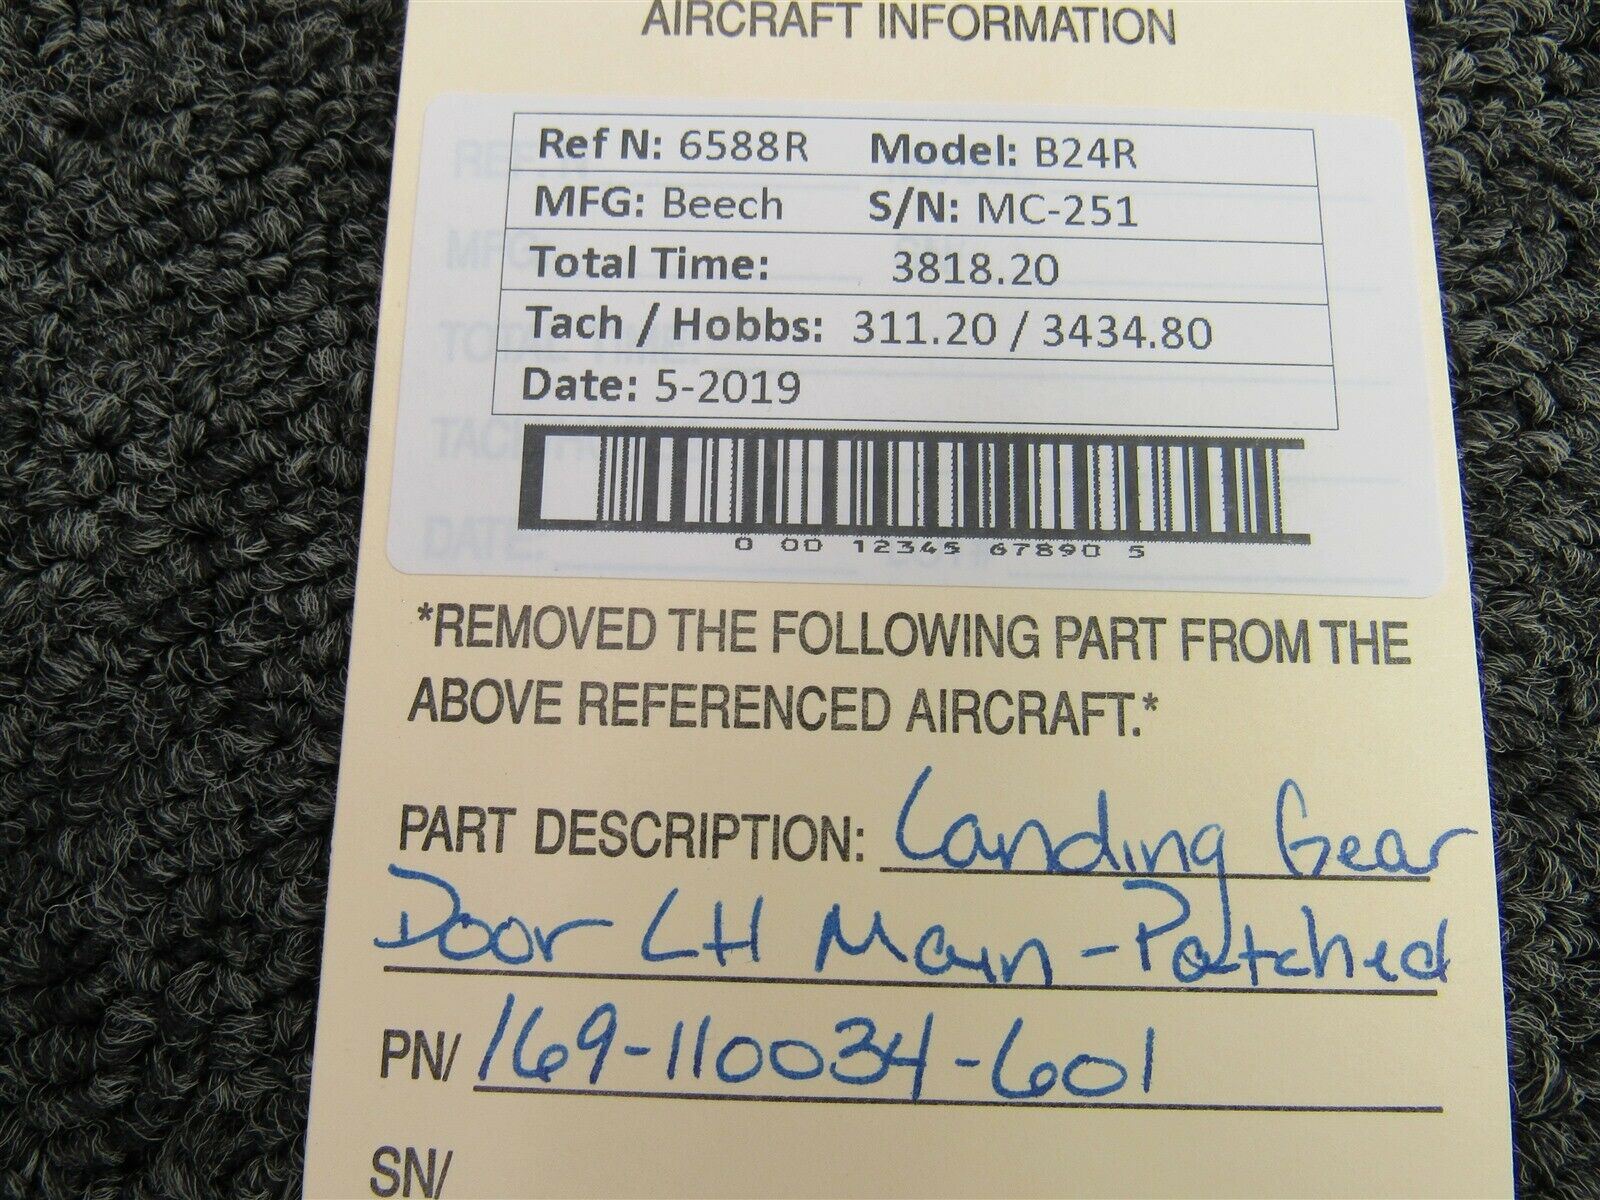 AIRCRAFT INFORMATION
Ref N: 6588R Model: B24R
MFG: Beech S/N: MC-251
Total Time: 3818.20
Tach / Hobbs: 311.20 / 3434.80
Date: 5-2019
0 00 12345 67890 5
*REMOVED THE FOLLOWING PART FROM THE
ABOVE REFERENCED AIRCRAFT.*
PART DESCRIPTION: Landing Gear
Door LH Main - Patched
PN/ 169-110034-601
SN/